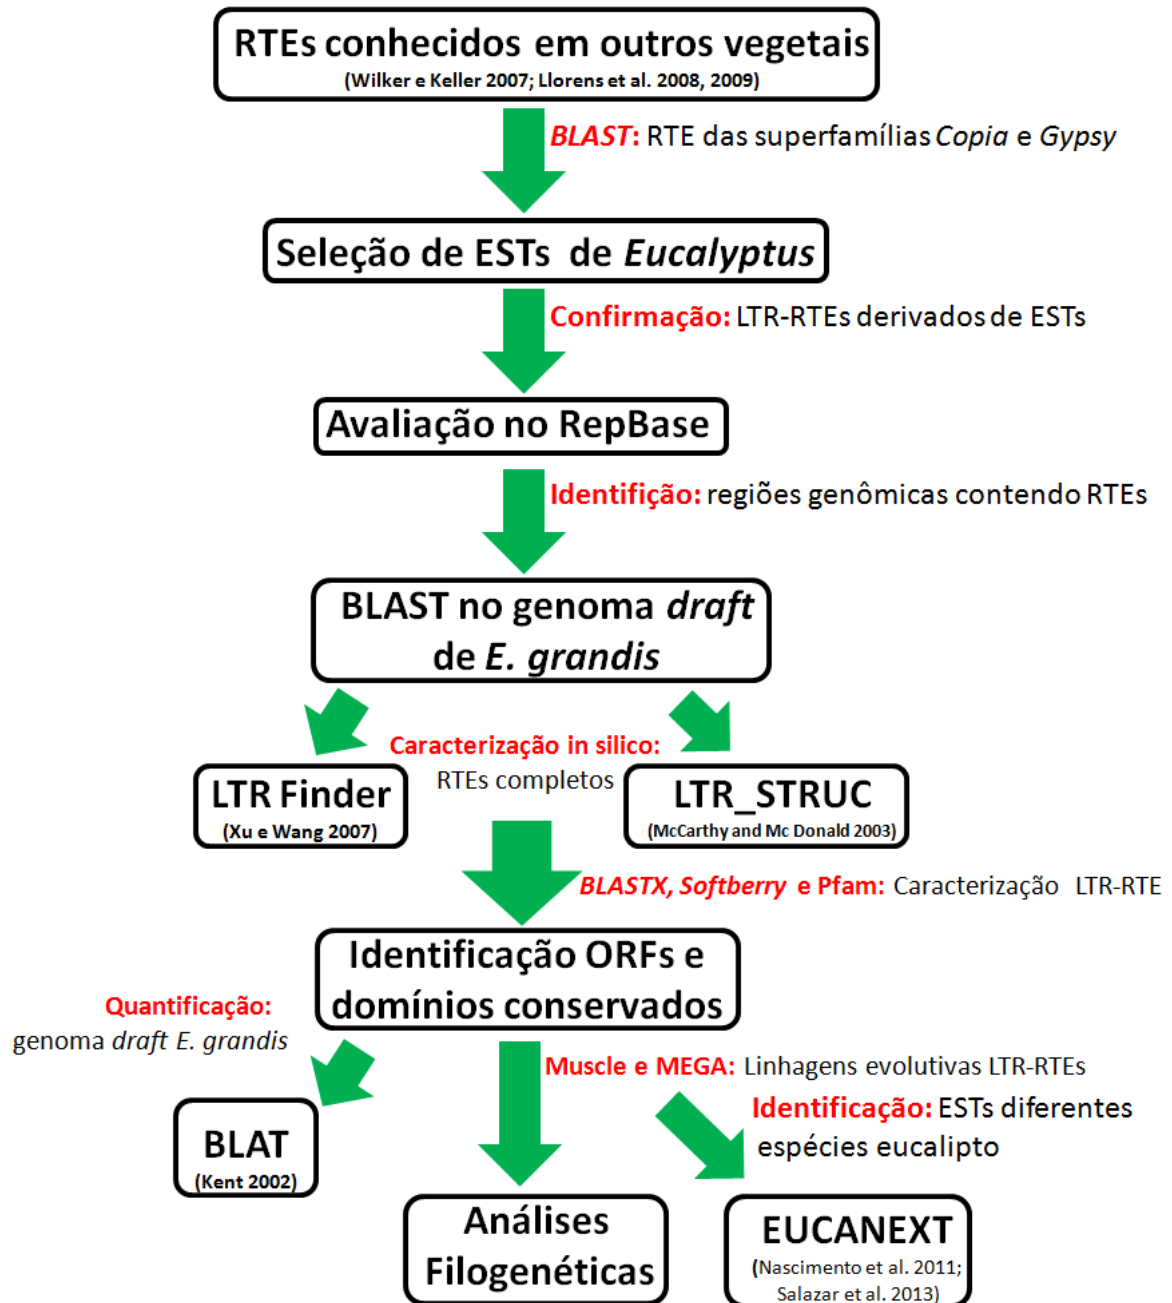 RTEs conhecidos em outros vegetais
(Wilker e Keller 2007; Llorens et al. 2008, 2009)
BLAST: RTE das superfamílias Copia e Gypsy
Seleção de ESTs de Eucalyptus
Confirmação: LTR-RTEs derivados de ESTs
Avaliação no RepBase
Identifição: regiões genômicas contendo RTEs
BLAST no genoma draft
de E. grandis
Caracterização in silico:
RTEs completos
LTR Finder
(Xu e Wang 2007)
LTR_STRUC
(McCarthy and Mc Donald 2003)
BLASTX, Softberry e Pfam: Caracterização LTR-RTE
Identificação ORFs e
domínios conservados
Quantificação:
genoma draft E. grandis
Muscle e MEGA: Linhagens evolutivas LTR-RTEs
Identificação: ESTs diferentes
espécies eucalipto
BLAT
(Kent 2002)
Análises
Filogenéticas
EUCANEXT
(Nascimento et al. 2011;
Salazar et al. 2013)